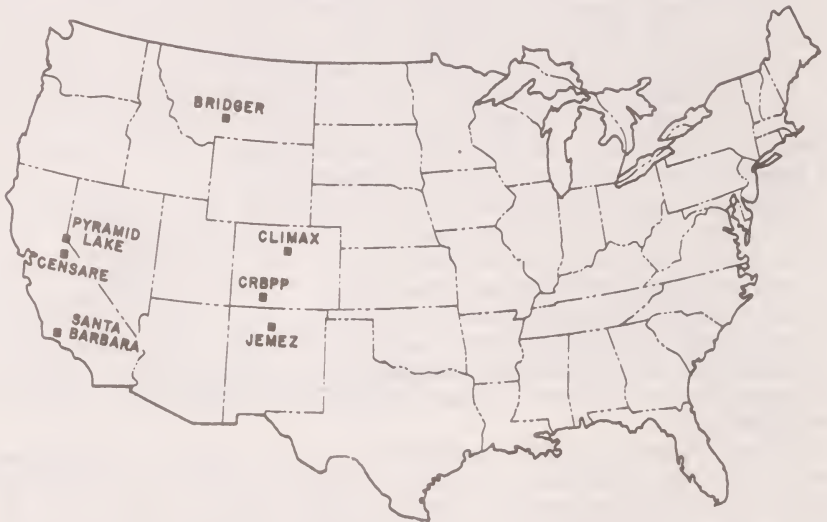 BRIDGER
PYRAMID
LAKE
CLIMAX
CENSARE
CRBPP
SANTA
BARBARA
JEMEZ